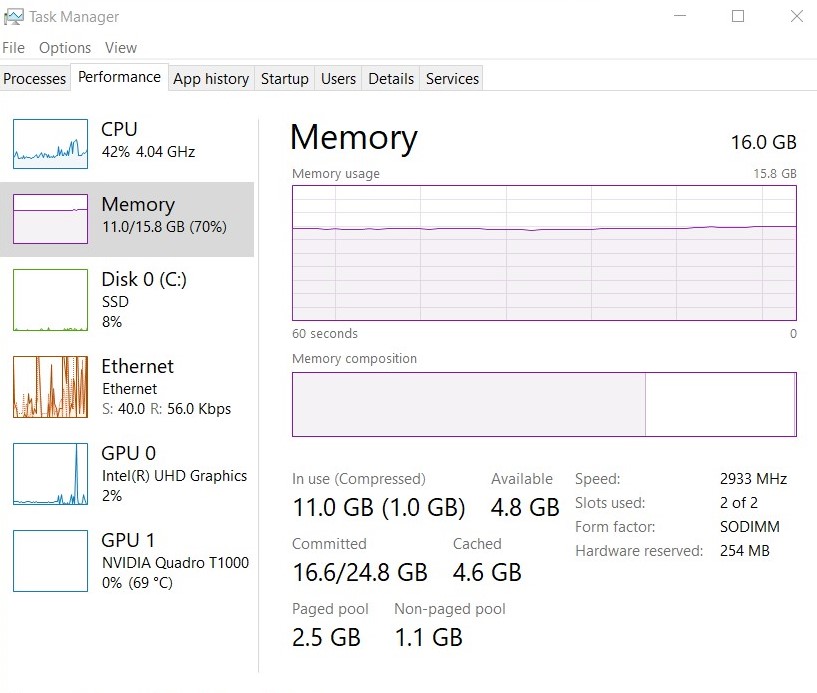 Task Manager
File Options View
Processes Performance App history Startup Users Details Services
CPU
42% 4.04 GHz
Memory
11.0/15.8 GB (70%)
Disk 0 (C:)
SSD
8%
Ethernet
Ethernet
S: 40.0 R: 56.0 Kbps
GPU 0
Intel(R) UHD Graphics
2%
GPU 1
NVIDIA Quadro T1000
0% (69 °C)
Memory 16.0 GB
Memory usage 15.8 GB
60 seconds 0
Memory composition
In use (Compressed) Available
11.0 GB (1.0 GB) 4.8 GB
Committed Cached
16.6/24.8 GB 4.6 GB
Paged pool Non-paged pool
2.5 GB 1.1 GB
Speed: 2933 MHz
Slots used: 2 of 2
Form factor: SODIMM
Hardware reserved: 254 MB